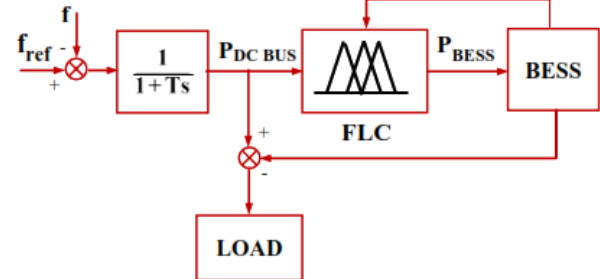 f
-
f_ref
+
1
1+Ts
P_DC BUS
FLC
P_BESS
BESS
+
-
LOAD